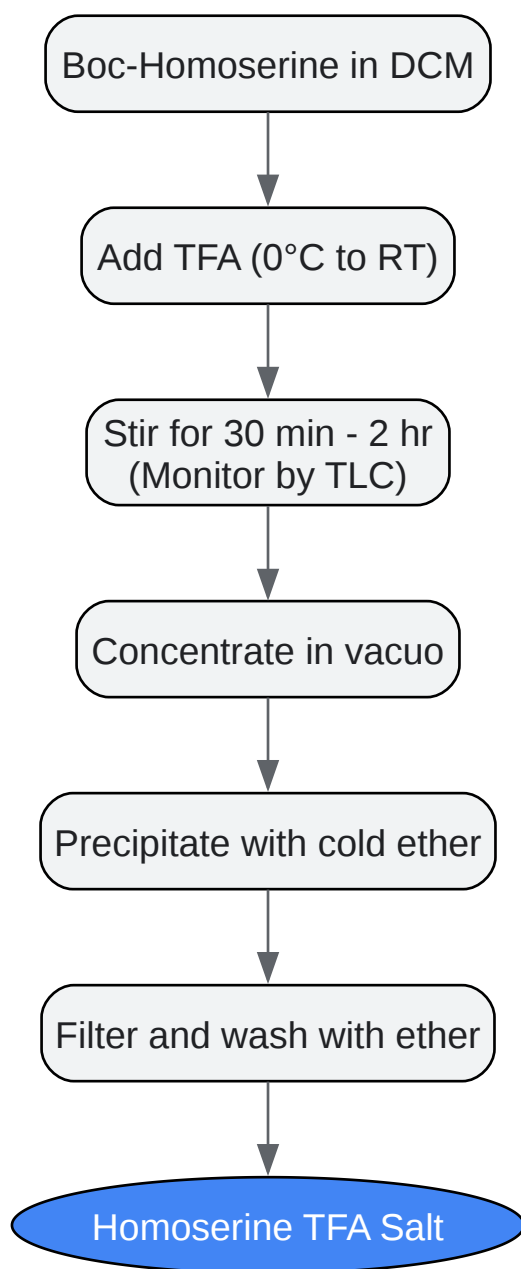 Boc-Homoserine in DCM
Add TFA (0°C to RT)
Stir for 30 min - 2 hr
(Monitor by TLC)
Concentrate in vacuo
Precipitate with cold ether
Filter and wash with ether
Homoserine TFA Salt